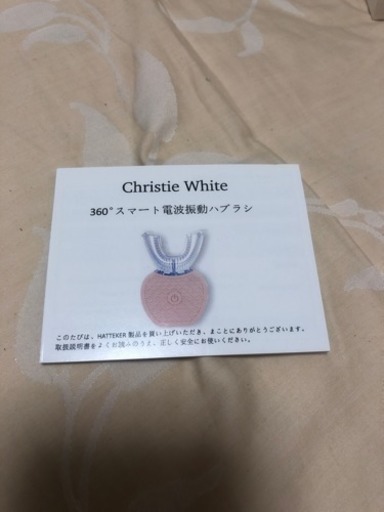 Christie White
360°スマート電波振動ハブラシ
このたびは、HATTEKER 製品を買い上げいただき、まことにありがとうございます。
取扱説明書をよくお読みのうえ、正しく安全にお使いください。